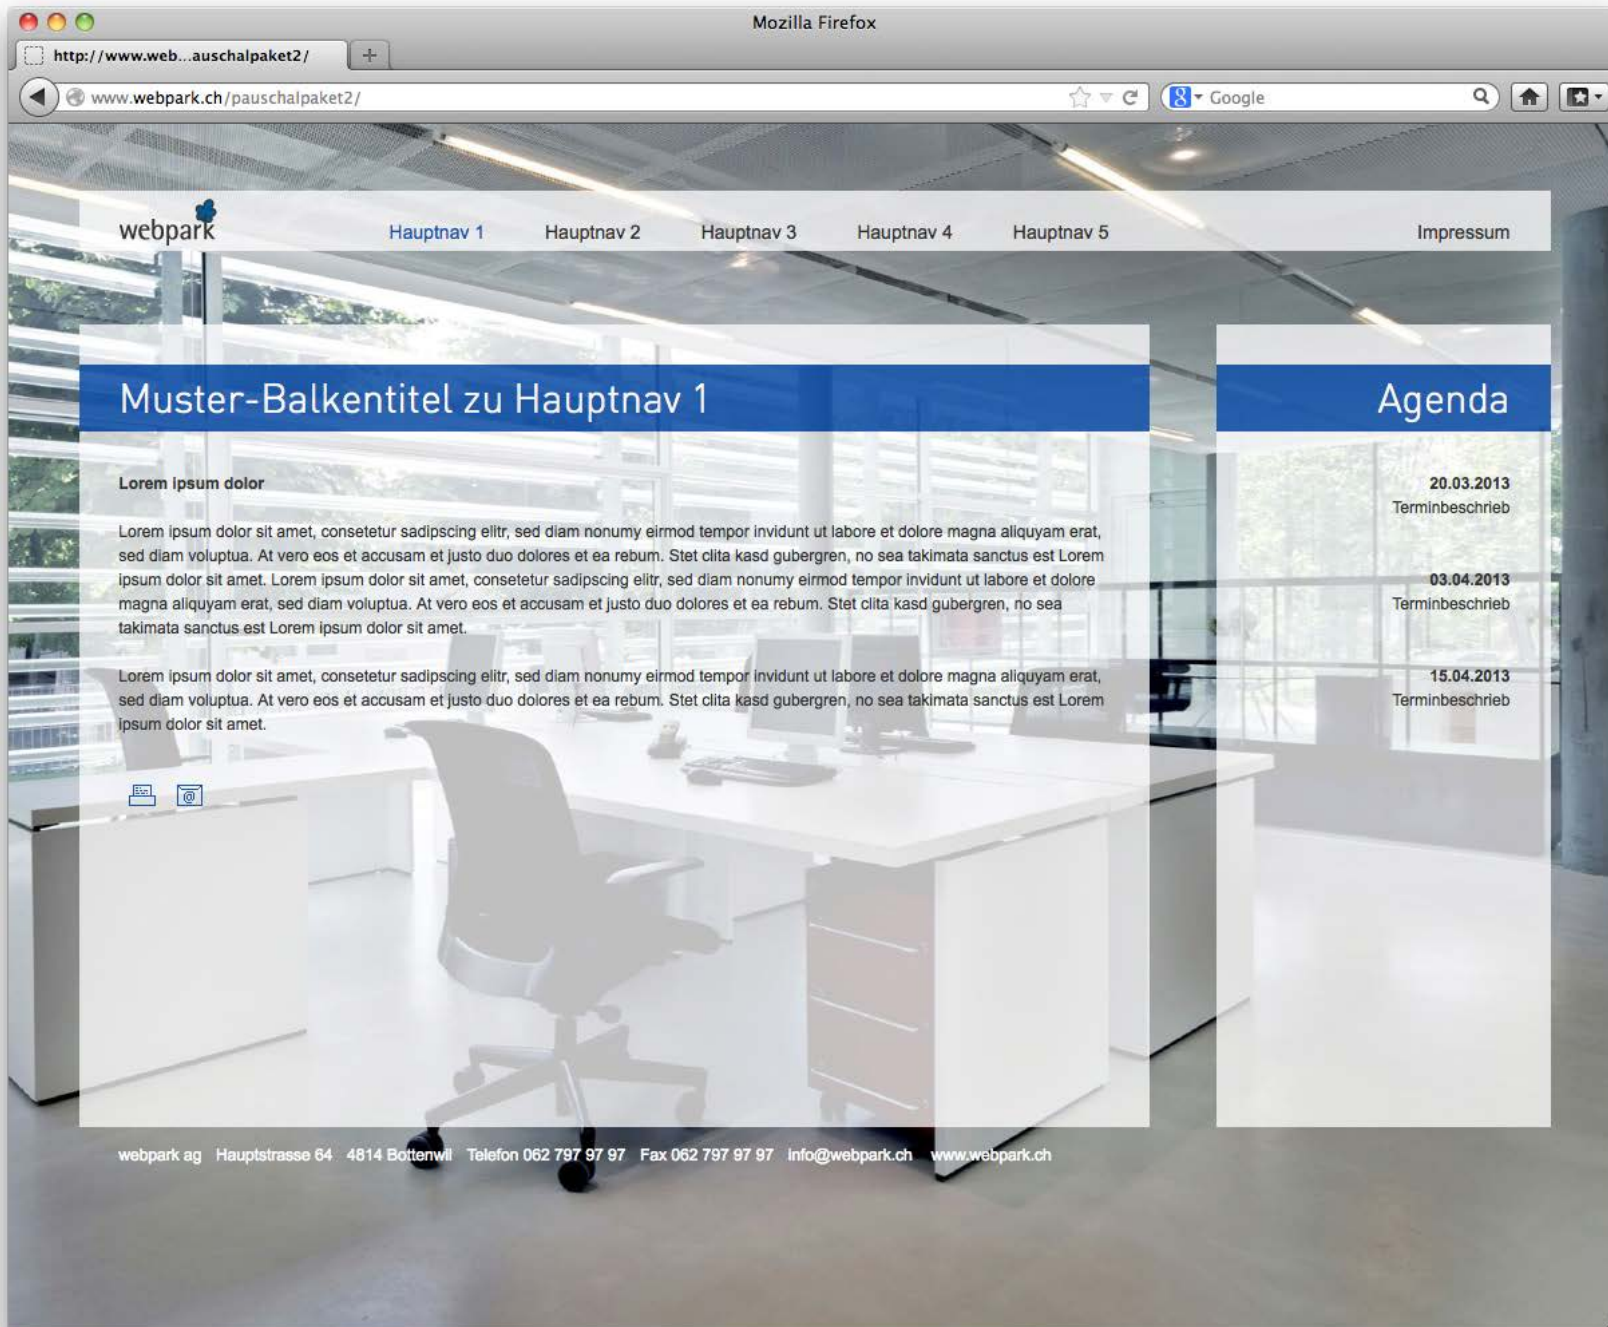 Mozilla Firefox
http://www.web...auschalpaket2/
www.webpark.ch/pauschalpaket2/
Google
webpark
Hauptnav 1
Hauptnav 2
Hauptnav 3
Hauptnav 4
Hauptnav 5
Impressum
Muster-Balkentitel zu Hauptnav 1
Lorem ipsum dolor
Lorem ipsum dolor sit amet, consetetur sadipscing elitr, sed diam nonumy eirmod tempor invidunt ut labore et dolore magna aliquyam erat,
sed diam voluptua. At vero eos et accusam et justo duo dolores et ea rebum. Stet clita kasd gubergren, no sea takimata sanctus est Lorem
ipsum dolor sit amet. Lorem ipsum dolor sit amet, consetetur sadipscing elitr, sed diam nonumy eirmod tempor invidunt ut labore et dolore
magna aliquyam erat, sed diam voluptua. At vero eos et accusam et justo duo dolores et ea rebum. Stet clita kasd gubergren, no sea
takimata sanctus est Lorem ipsum dolor sit amet.
Lorem ipsum dolor sit amet, consetetur sadipscing elitr, sed diam nonumy eirmod tempor invidunt ut labore et dolore magna aliquyam erat,
sed diam voluptua. At vero eos et accusam et justo duo dolores et ea rebum. Stet clita kasd gubergren, no sea takimata sanctus est Lorem
ipsum dolor sit amet.
Agenda
20.03.2013
Terminbeschrieb
03.04.2013
Terminbeschrieb
15.04.2013
Terminbeschrieb
webpark ag Hauptstrasse 64 4814 Bottenwil Telefon 062 797 97 97 Fax 062 797 97 97 info@webpark.ch www.webpark.ch